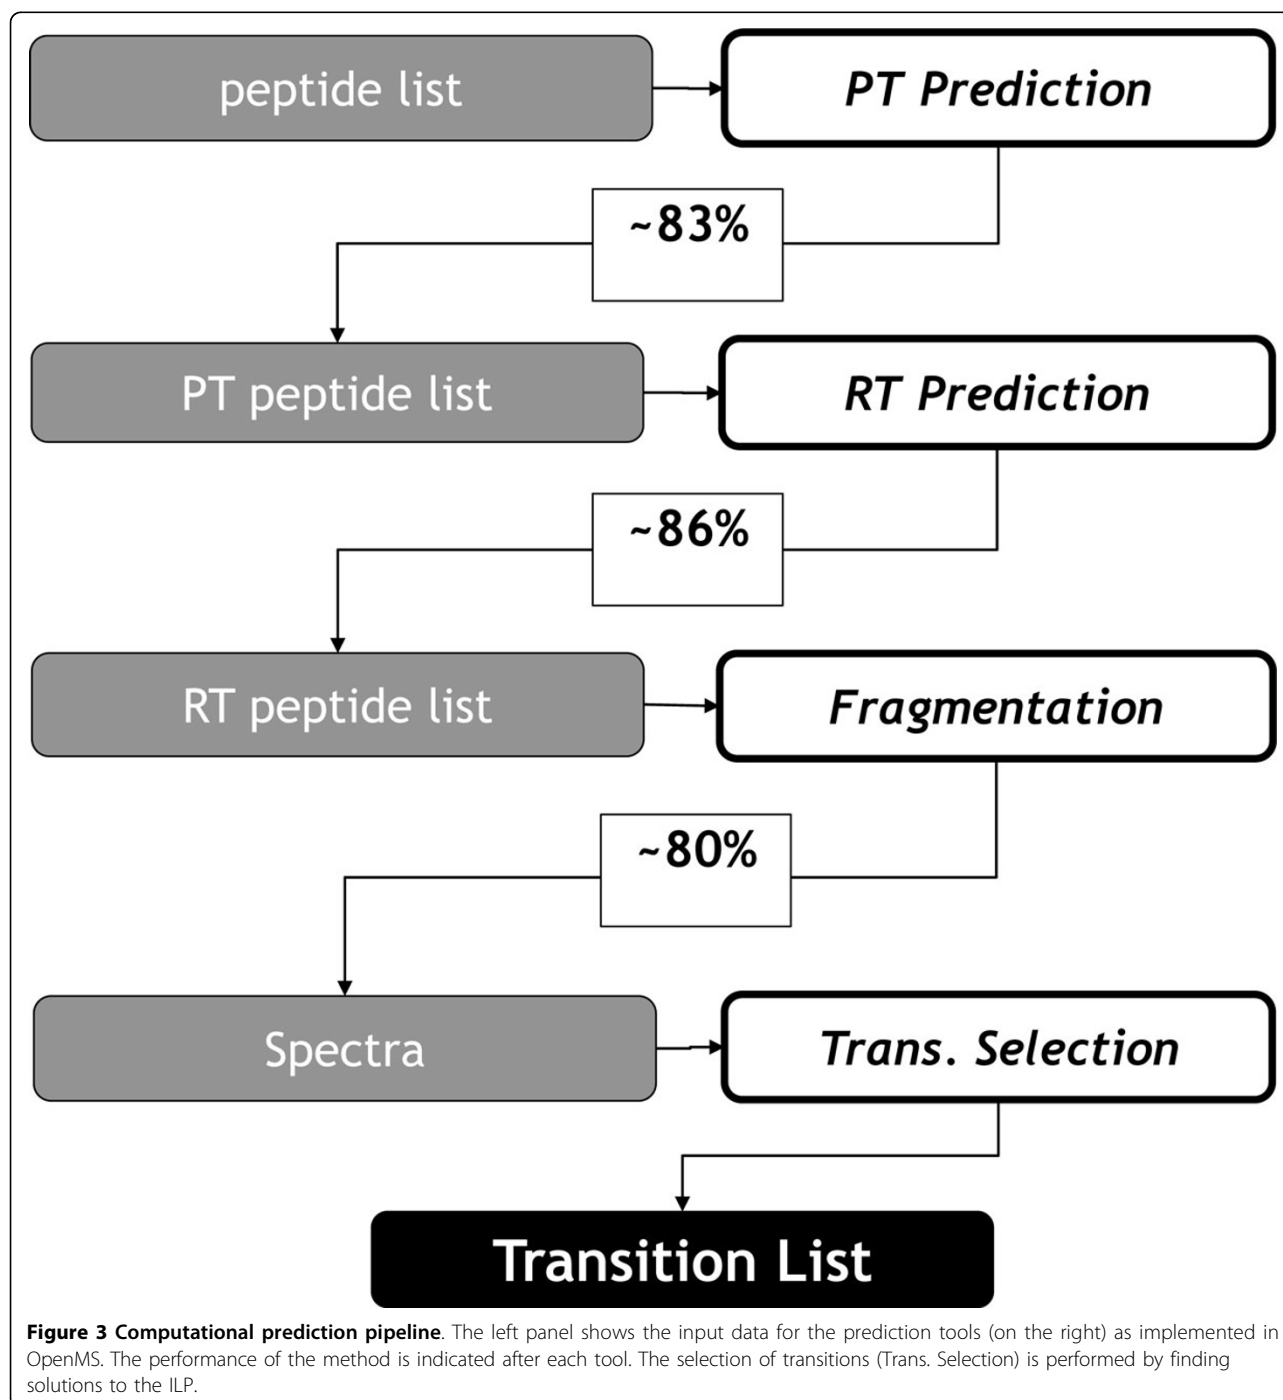 peptide list
PT Prediction
~83%
PT peptide list
RT Prediction
~86%
RT peptide list
Fragmentation
~80%
Spectra
Trans. Selection
Transition List
Figure 3 Computational prediction pipeline. The left panel shows the input data for the prediction tools (on the right) as implemented in
OpenMS. The performance of the method is indicated after each tool. The selection of transitions (Trans. Selection) is performed by finding
solutions to the ILP.